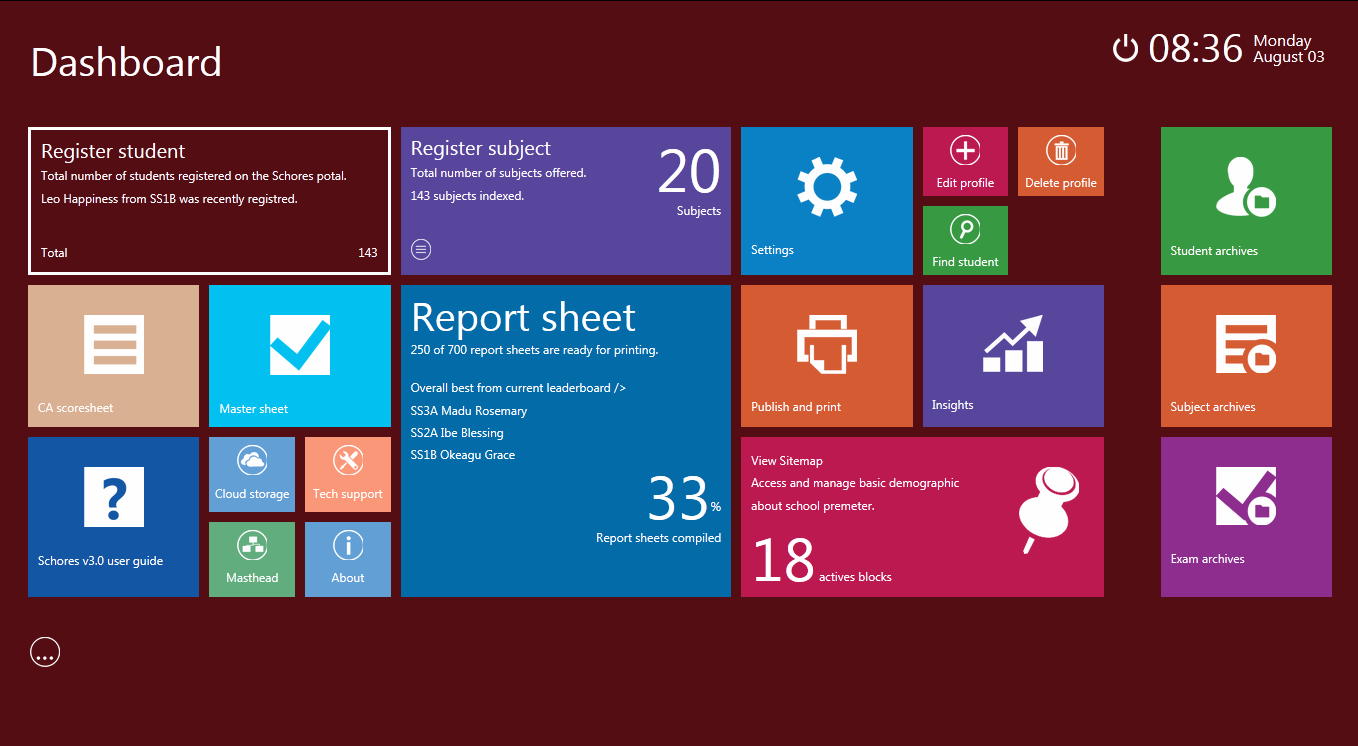 Dashboard
08:36
Monday
August 03
Register student
Total number of students registered on the Schores potal.
Leo Happiness from SS1B was recently registred.
Total 143
Register subject
Total number of subjects offered.
143 subjects indexed.
20
Subjects
Settings
Edit profile
Delete profile
Find student
Student archives
CA scoresheet
Master sheet
Report sheet
250 of 700 report sheets are ready for printing.
Overall best from current leaderboard />
SS3A Madu Rosemary
SS2A Ibe Blessing
SS1B Okeagu Grace
33 %
Report sheets compiled
Publish and print
Insights
Subject archives
? 
Schores v3.0 user guide
Cloud storage
Tech support
Masthead
About
View Sitemap
Access and manage basic demographic
about school premeter.
18 actives blocks
Exam archives